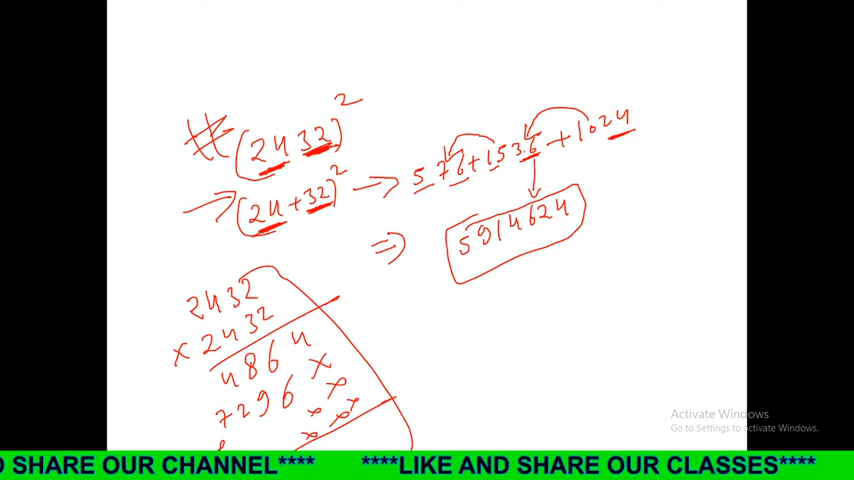 # (2432)²
→ (24+32)² → 576+1536+1024
⇒ 5914624
2432
× 2432
4864
7296×
×××
Activate Windows
Go to Settings to activate Windows.
D SHARE OUR CHANNEL**** ****LIKE AND SHARE OUR CLASSES****